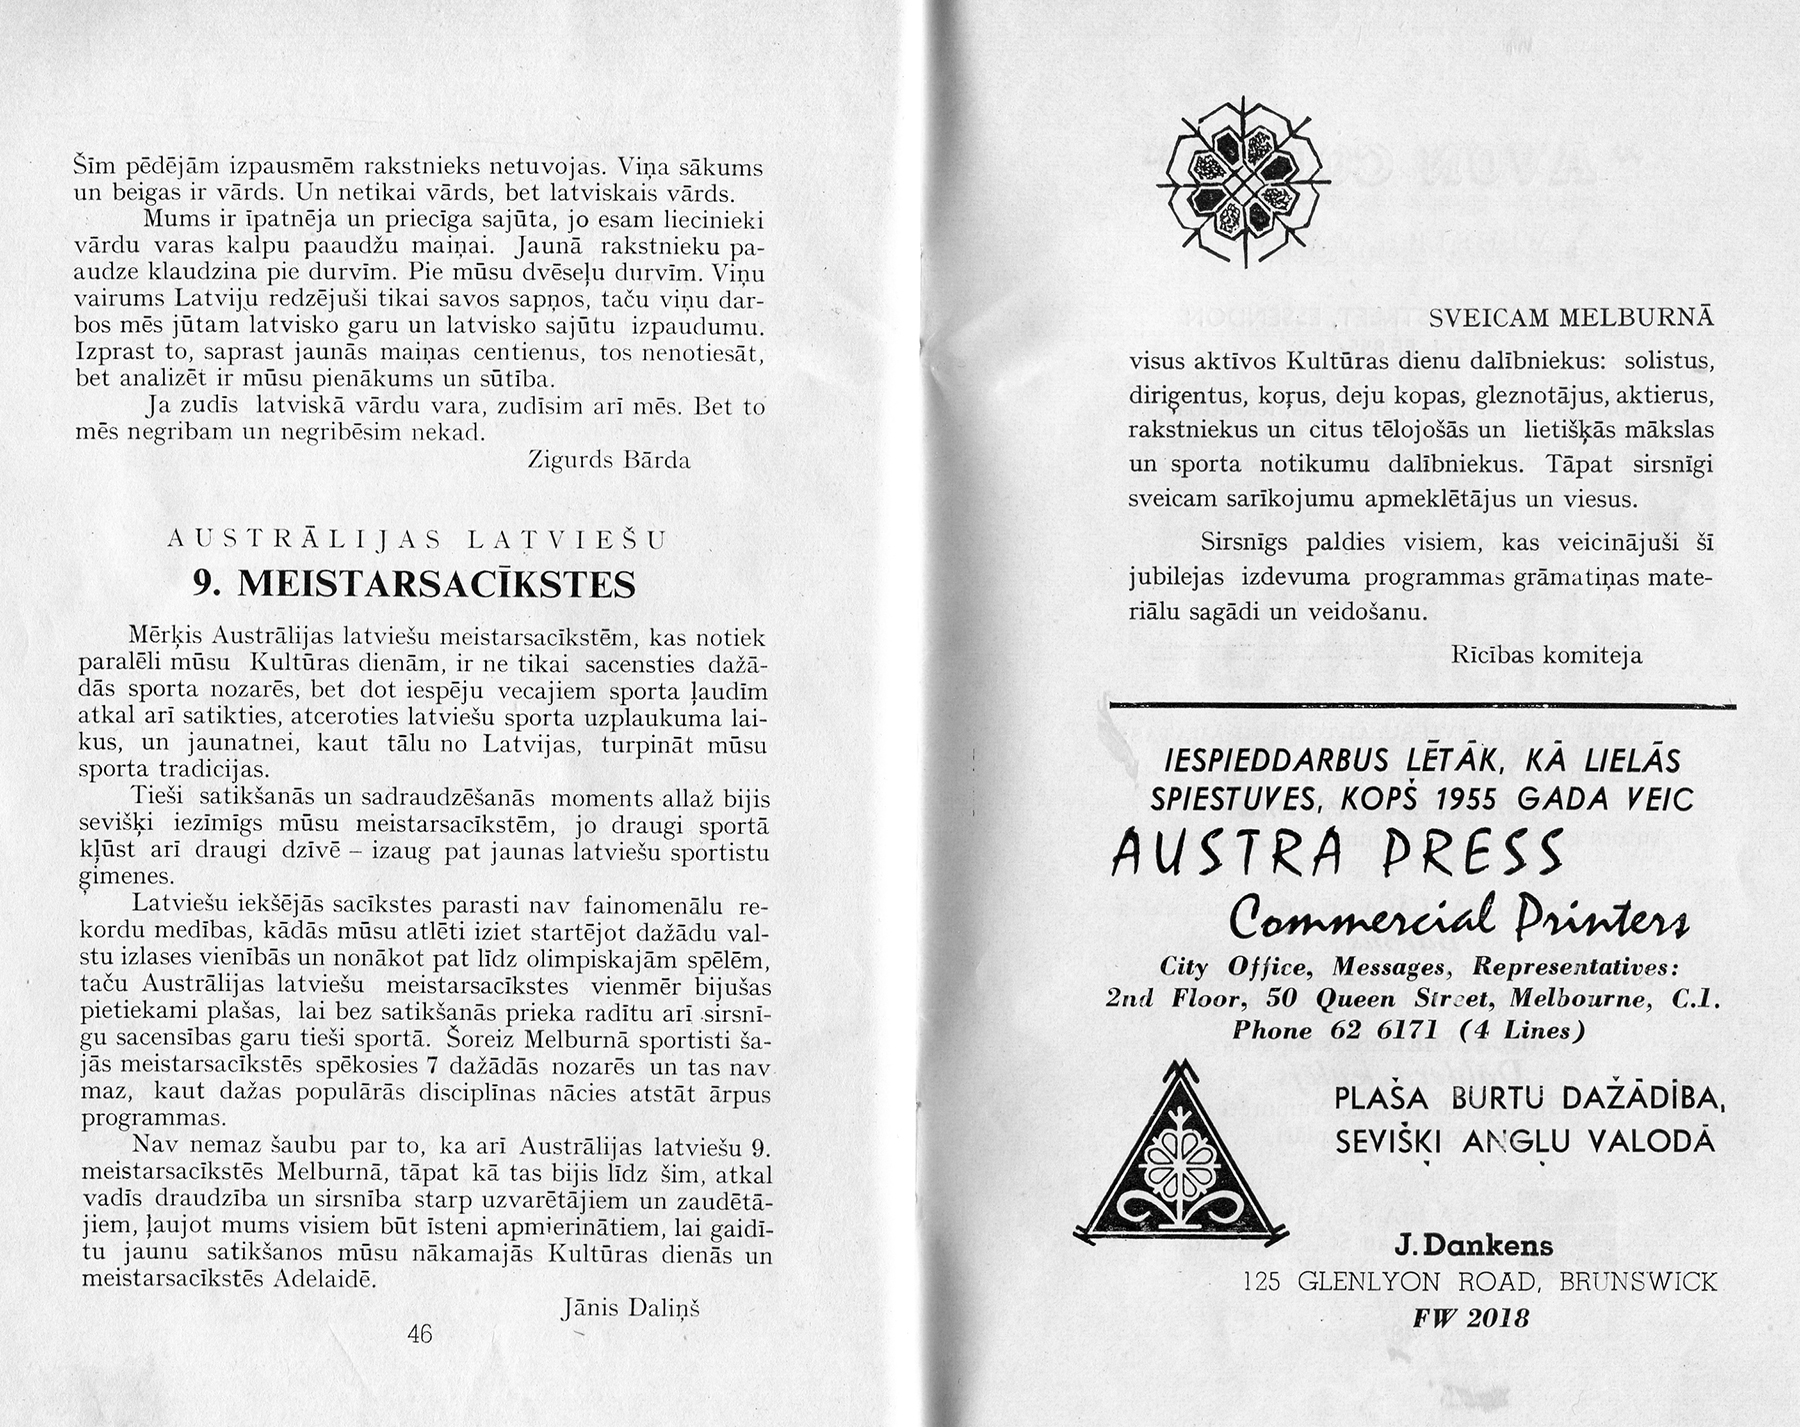 Šīm pēdējām izpausmēm rakstnieks netuvojas. Viņa sākums
un beigas ir vārds. Un netikai vārds, bet latviskais vārds.
Mums ir īpatnēja un priecīga sajūta, jo esam liecinieki
vārdu varas kalpu paaudžu maiņai. Jaunā rakstnieku pa-
audze klaudzina pie durvīm. Pie mūsu dvēseļu durvīm. Viņu
vairums Latviju redzējuši tikai savos sapņos, taču viņu dar-
bos mēs jūtam latvisko garu un latvisko sajūtu izpaudumu.
Izprast to, saprast jaunās maiņas centienus, tos nenotiesāt,
bet analizēt ir mūsu pienākums un sūtība.
Ja zudīs latviskā vārdu vara, zudīsim arī mēs. Bet to
mēs negribam un negribēsim nekad.
Zigurds Bārda
AUSTRĀLIJAS LATVIEŠU
9. MEISTARSACĪKSTES
Mērķis Austrālijas latviešu meistarsacīkstēm, kas notiek
paralēli mūsu Kultūras dienām, ir ne tikai sacensties dažā-
dās sporta nozarēs, bet dot iespēju vecajiem sporta ļaudīm
atkal arī satikties, atceroties latviešu sporta uzplaukuma lai-
kus, un jaunatnei, kaut tālu no Latvijas, turpināt mūsu
sporta tradicijas.
Tieši satikšanās un sadraudzēšanās moments allaž bijis
sevišķi iezīmīgs mūsu meistarsacīkstēm, jo draugi sportā
kļūst arī draugi dzīvē – izaug pat jaunas latviešu sportistu
ģimenes.
Latviešu iekšējās sacīkstes parasti nav fainomenālu re-
kordu medības, kādās mūsu atlēti iziet startējot dažādu val-
stu izlases vienībās un nonākot pat līdz olimpiskajām spēlēm,
taču Austrālijas latviešu meistarsacīkstes vienmēr bijušas
pietiekami plašas, lai bez satikšanās prieka radītu arī sirsnī-
gu sacensības garu tieši sportā. Šoreiz Melburnā sportisti ša-
jās meistarsacīkstēs spēkosies 7 dažādās nozarēs un tas nav
maz, kaut dažas populārās disciplīnas nācies atstāt ārpus
programmas.
Nav nemaz šaubu par to, ka arī Austrālijas latviešu 9.
meistarsacīkstēs Melburnā, tāpat kā tas bijis līdz šim, atkal
vadīs draudzība un sirsnība starp uzvarētājiem un zaudētā-
jiem, ļaujot mums visiem būt īsteni apmierinātiem, lai gaidī-
tu jaunu satikšanos mūsu nākamajās Kultūras dienās un
meistarsacīkstēs Adelaidē.
Jānis Daliņš
46
SVEICAM MELBURNĀ
visus aktīvos Kultūras dienu dalībniekus: solistus,
diriģentus, koŗus, deju kopas, gleznotājus, aktierus,
rakstniekus un citus tēlojošās un lietišķās mākslas
un sporta notikumu dalībniekus. Tāpat sirsnīgi
sveicam sarīkojumu apmeklētājus un viesus.
Sirsnīgs paldies visiem, kas veicinājuši šī
jubilejas izdevuma programmas grāmatiņas mate-
riālu sagādi un veidošanu.
Rīcības komiteja
IESPIEDDARBUS LĒTĀK, KĀ LIELĀS
SPIESTUVES, KOPŠ 1955 GADA VEIC
AUSTRA PRESS
Commercial Printers
City Office, Messages, Representatives:
2nd Floor, 50 Queen Street, Melbourne, C.1.
Phone 62 6171 (4 Lines)
PLAŠA BURTU DAŽĀDĪBA,
SEVIŠĶI ANGĻU VALODĀ
J. Dankens
125 GLENLYON ROAD, BRUNSWICK
FW 2018